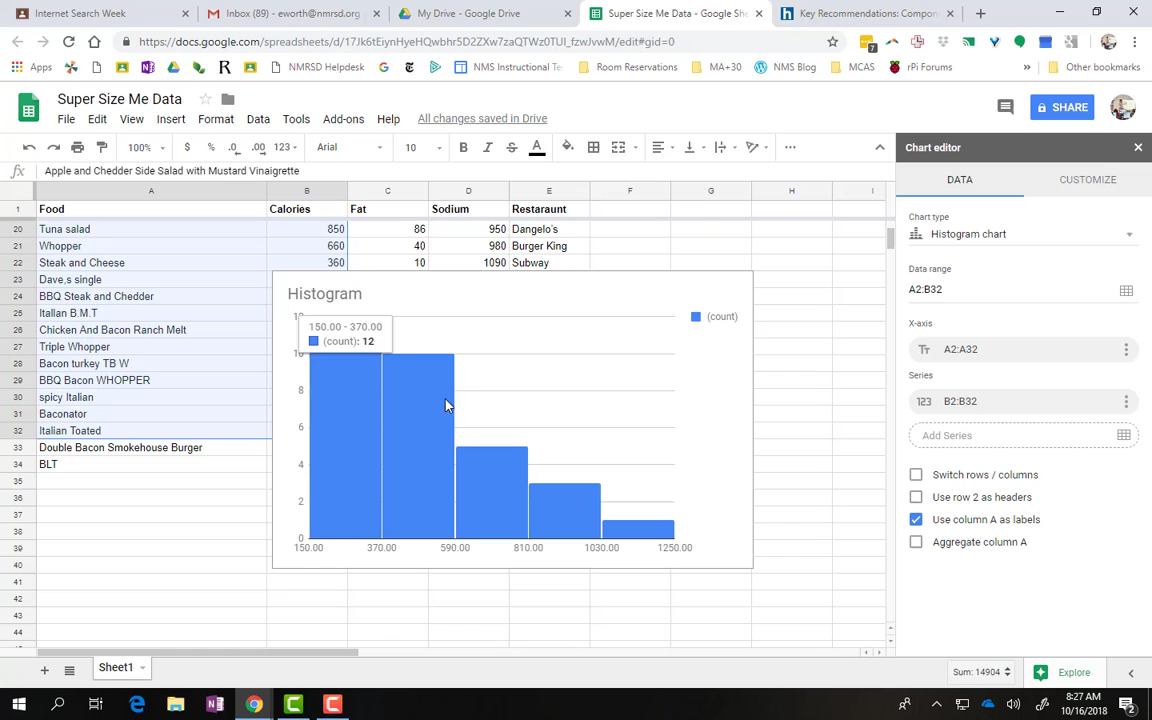 Internet Search Week
Inbox (89) - eworth@nmrsd.org
My Drive - Google Drive
Super Size Me Data - Google She
Key Recommendations: Compon
https://docs.google.com/spreadsheets/d/17Jk6tEiynHyeHQwbhr5D2ZXw7zaQTWz0TUI_fzwJvwM/edit#gid=0
Apps
NMRSD Helpdesk
NMS Instructional Te
Room Reservations
MA+30
NMS Blog
MCAS
rPi Forums
»
Other bookmarks
Super Size Me Data
File Edit View Insert Format Data Tools Add-ons Help All changes saved in Drive
SHARE
100% $ % .0 .00 123 Arial 10 B I S A
fx Apple and Chedder Side Salad with Mustard Vinaigrette
A B C D E F G H I
1 Food Calories Fat Sodium Restaraunt
20 Tuna salad 850 86 950 Dangelo's
21 Whopper 660 40 980 Burger King
22 Steak and Cheese 360 10 1090 Subway
23 Dave,s single
24 BBQ Steak and Chedder
25 Itallan B.M.T
26 Chicken And Bacon Ranch Melt
27 Triple Whopper
28 Bacon turkey TB W
29 BBQ Bacon WHOPPER
30 spicy Italian
31 Baconator
32 Italian Toated
33 Double Bacon Smokehouse Burger
34 BLT
35
36
37
38
39
40
41
42
43
44
Histogram
(count)
150.00 - 370.00
(count): 12
10
8
6
4
2
0
150.00 370.00 590.00 810.00 1030.00 1250.00
Chart editor
DATA CUSTOMIZE
Chart type
Histogram chart
Data range
A2:B32
X-axis
Tт A2:A32
Series
123 B2:B32
Add Series
Switch rows / columns
Use row 2 as headers
Use column A as labels
Aggregate column A
Sheet1
Sum: 14904
Explore
8:27 AM
10/16/2018